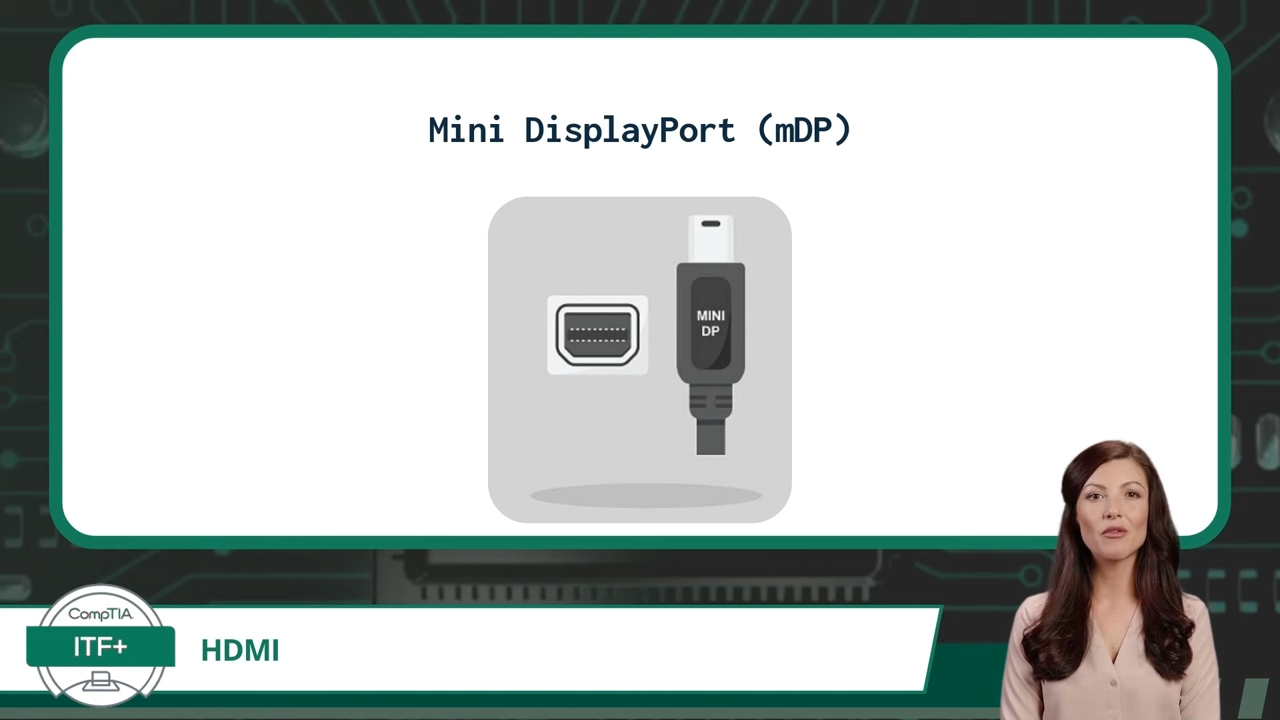 Mini DisplayPort (mDP)
MINI
DP
CompTIA.
ITF+
HDMI